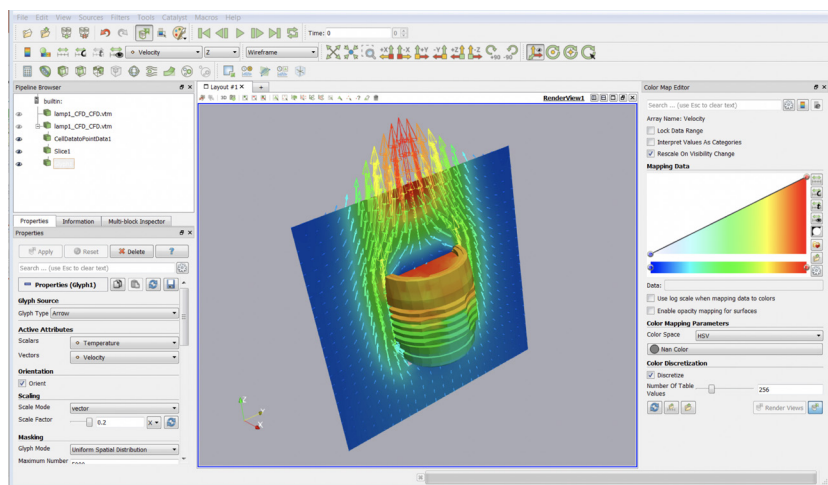 File Edit View Sources Filters Tools Catalyst Macros Help
Time: 0
0
Velocity Z Wireframe
+X -X +Y -Y +Z -Z +90 -90
Pipeline Browser
builtin:
lamp1_CFD_CFD.vtm
lamp1_CFD_CFD.vtm
CellDatatoPointData1
Slice1
Properties Information Multi-block Inspector
Properties
Apply Reset Delete ?
Search ... (use Esc to clear text)
Properties (Glyph1)
Glyph Source
Glyph Type Arrow
Active Attributes
Scalars Temperature
Vectors Velocity
Orientation
Orient
Scaling
Scale Mode vector
Scale Factor 0.2 X
Masking
Glyph Mode Uniform Spatial Distribution
Maximum Number
Layout #1 X +
3D
RenderView1
Color Map Editor
Search ... (use Esc to clear text)
Array Name: Velocity
Lock Data Range
Interpret Values As Categories
Rescale On Visibility Change
Mapping Data
Data:
Use log scale when mapping data to colors
Enable opacity mapping for surfaces
Color Mapping Parameters
Color Space HSV
Nan Color
Color Discretization
Discretize
Number Of Table
Values
256
Render Views